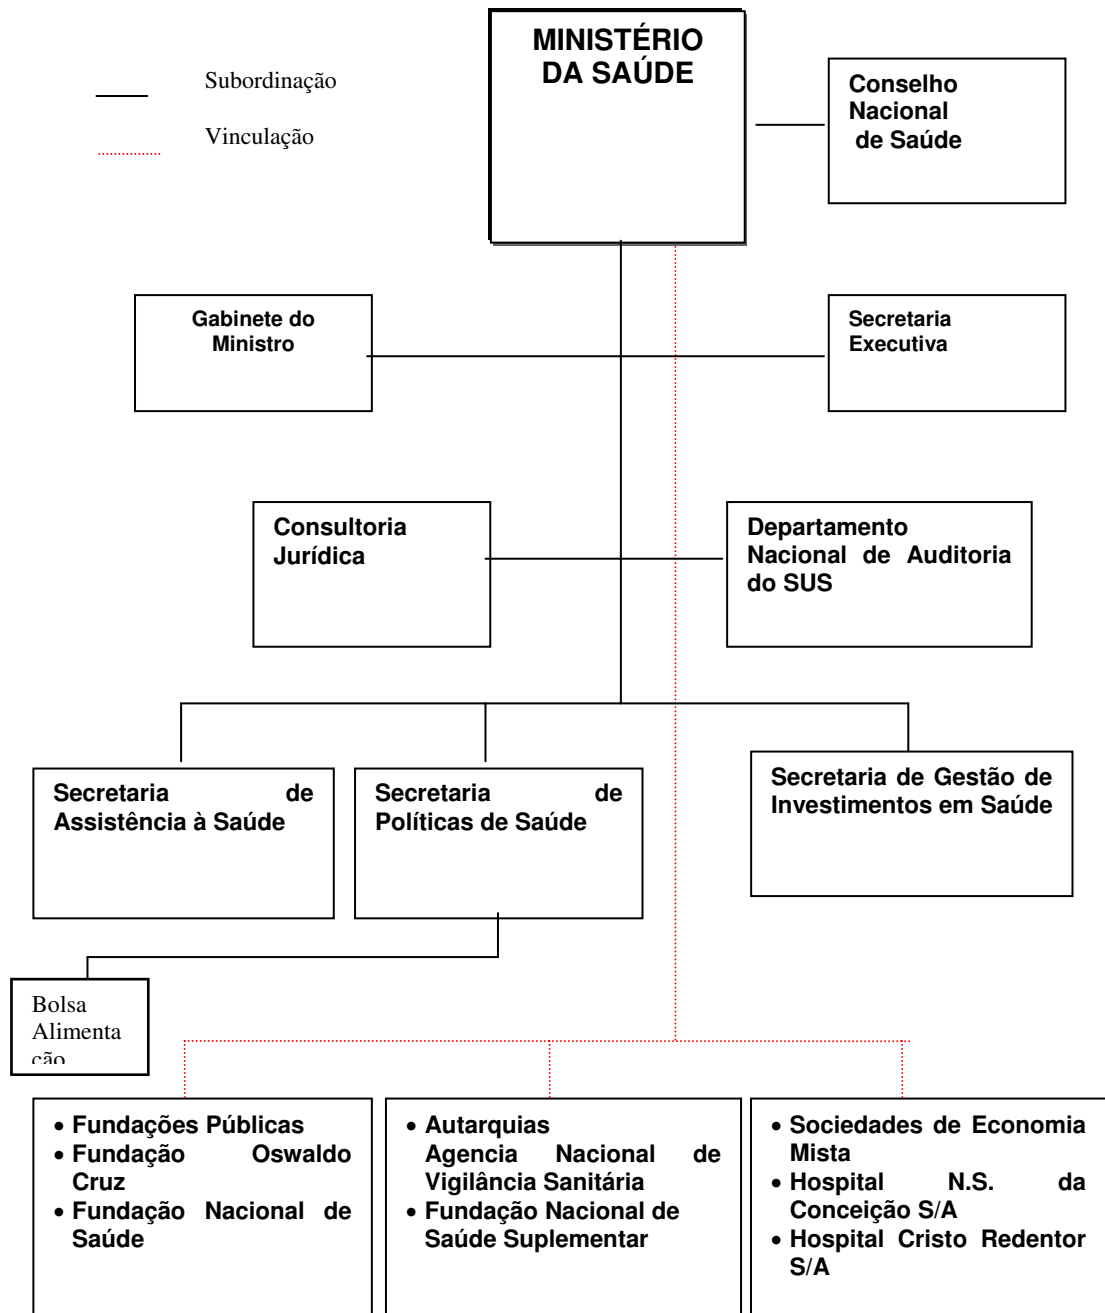 MINISTÉRIO
DA SAÚDE
Subordinação
Vinculação
Conselho
Nacional
de Saúde
Gabinete do
Ministro
Secretaria
Executiva
Consultoria
Jurídica
Departamento
Nacional de Auditoria
do SUS
Secretaria de
Assistência à Saúde
Secretaria de
Políticas de Saúde
Secretaria de Gestão de
Investimentos em Saúde
Bolsa
Alimenta
cão
• Fundações Públicas
• Fundação Oswaldo
Cruz
• Fundação Nacional de
Saúde
• Autarquias
Agencia Nacional de
Vigilância Sanitária
• Fundação Nacional de
Saúde Suplementar
• Sociedades de Economia
Mista
• Hospital N.S. da
Conceição S/A
• Hospital Cristo Redentor
S/A